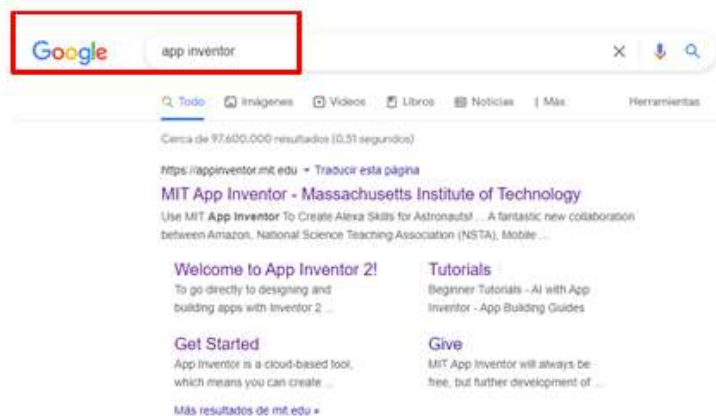 Google app inventor
Todo Imágenes Videos Libros Noticias Más Herramientas
Cerca de 97.600.000 resultados (0,51 segundos)
https://appinventor.mit.edu Traducir esta página
MIT App Inventor - Massachusetts Institute of Technology
Use MIT App Inventor To Create Alexa Skills for Astronauts! ... A fantastic new collaboration
between Amazon, National Science Teaching Association (NSTA), Mobile ...
Welcome to App Inventor 2!
To go directly to designing and
building apps with Inventor 2 ...
Tutorials
Beginner Tutorials - AI with App
Inventor - App Building Guides
Get Started
App Inventor is a cloud-based tool,
which means you can create ...
Give
MIT App Inventor will always be
free, but further development of ...
Más resultados de mit.edu »